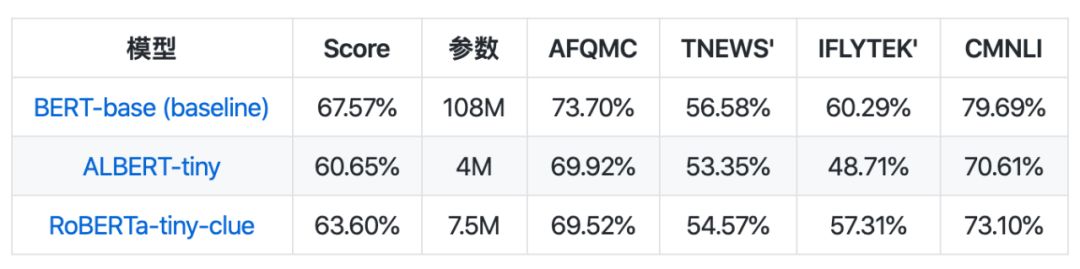 模型 Score 参数 AFQMC TNEWS' IFLYTEK' CMNLI
BERT-base (baseline) 67.57% 108M 73.70% 56.58% 60.29% 79.69%
ALBERT-tiny 60.65% 4M 69.92% 53.35% 48.71% 70.61%
RoBERTa-tiny-clue 63.60% 7.5M 69.52% 54.57% 57.31% 73.10%